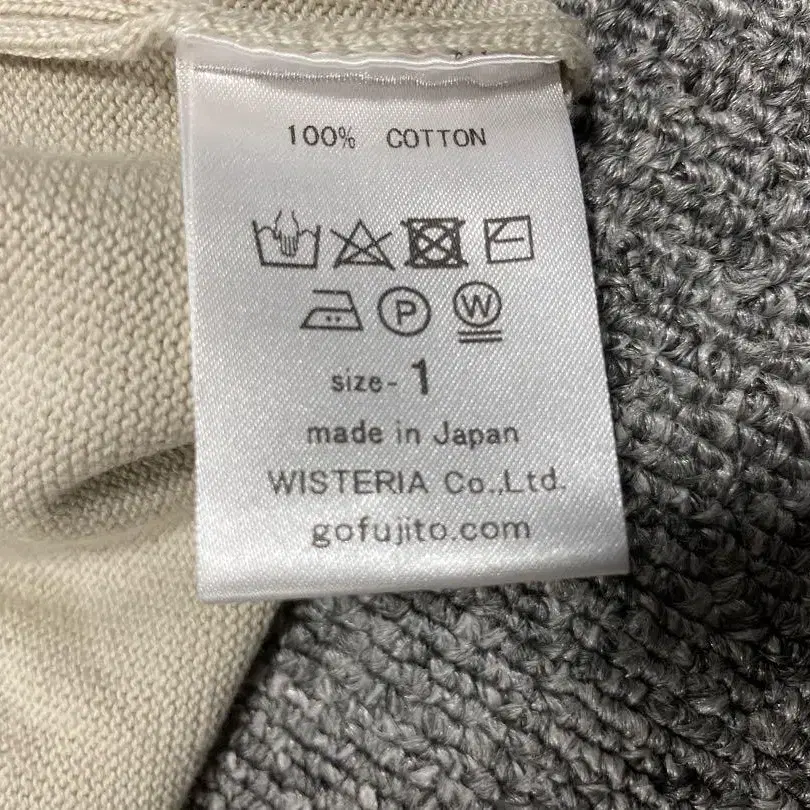 100% COTTON
P W
size-1
made in Japan
WISTERIA Co.,Ltd.
gofujito.com